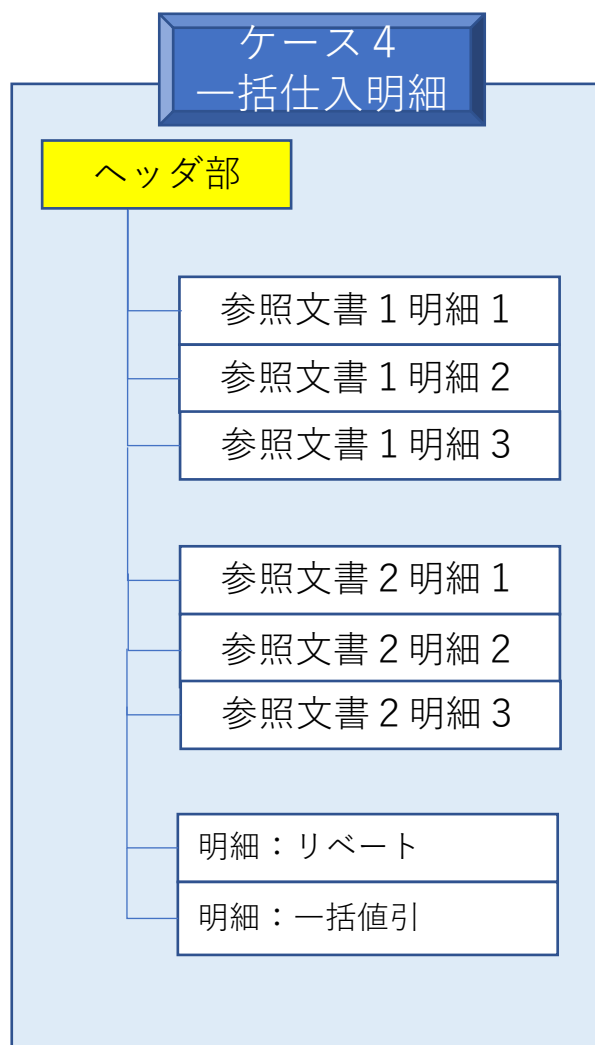 ケース４
一括仕入明細
ヘッダ部
参照文書１明細１
参照文書１明細２
参照文書１明細３
参照文書２明細１
参照文書２明細２
参照文書２明細３
明細：リベート
明細：一括値引